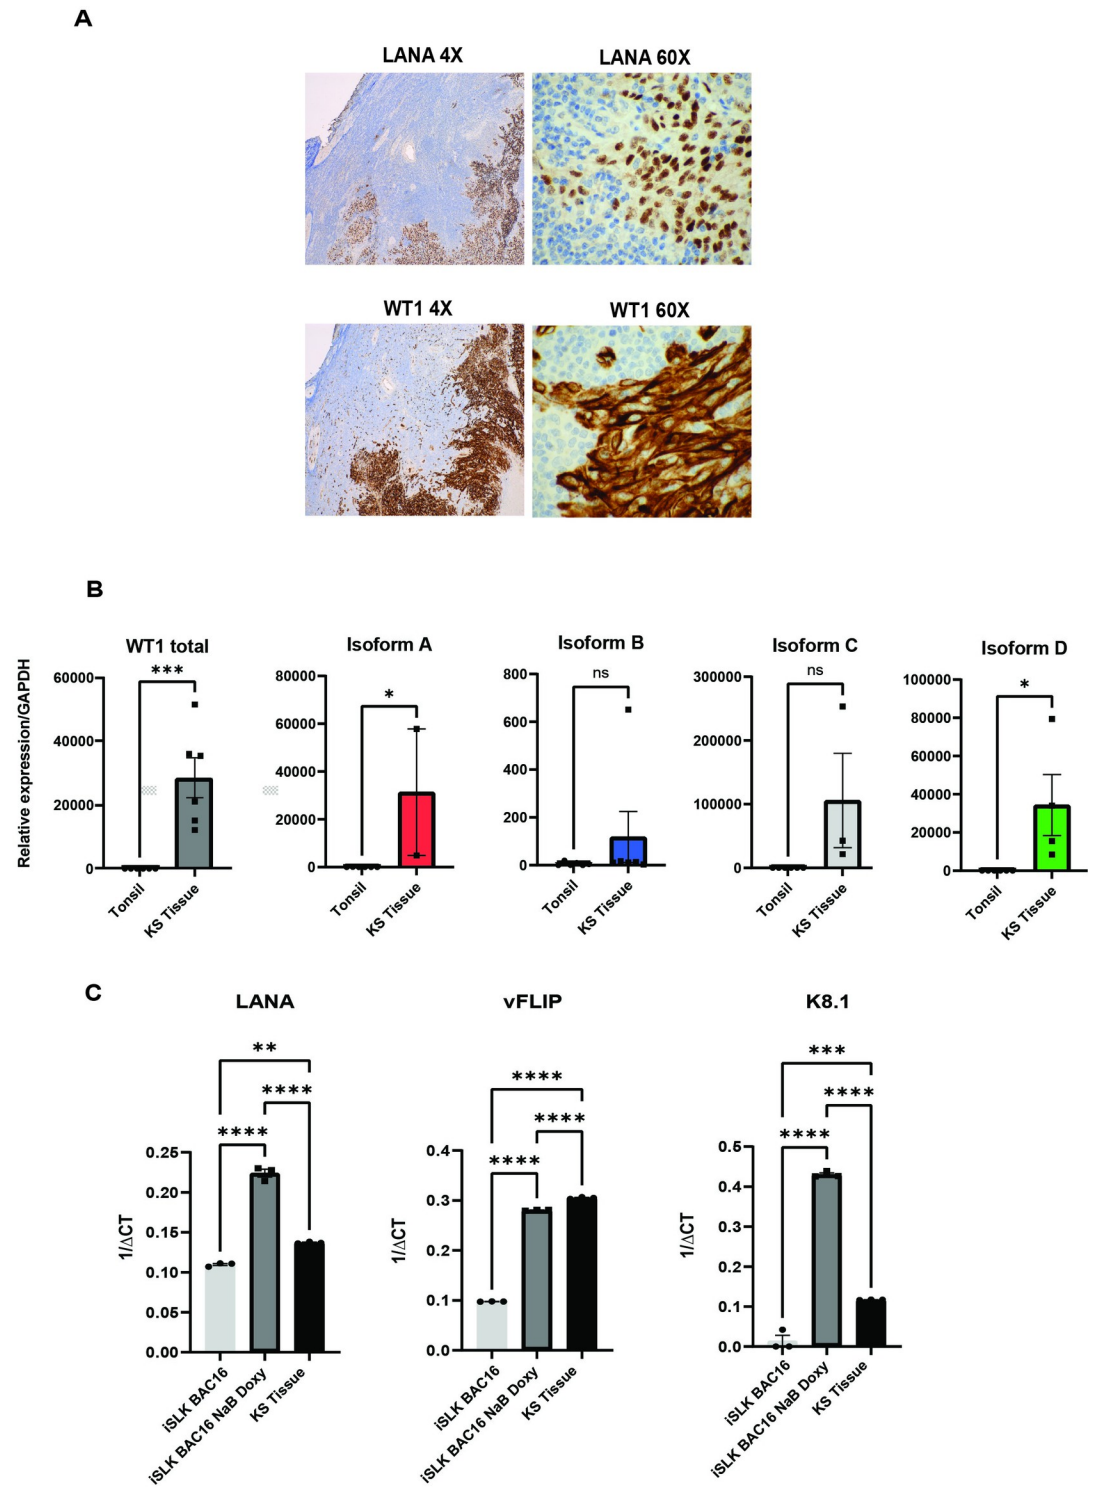 A
LANA 4X
LANA 60X
WT1 4X
WT1 60X
B
Relative expression/GAPDH
WT1 total
60000
40000
20000
0
***
Tonsil
KS Tissue
Isoform A
80000
60000
40000
20000
0
*
Tonsil
KS Tissue
Isoform B
800
600
400
200
0
ns
Tonsil
KS Tissue
Isoform C
300000
200000
100000
0
ns
Tonsil
KS Tissue
Isoform D
100000
80000
60000
40000
20000
0
*
Tonsil
KS Tissue
C
LANA
**
****
****
1/ΔCT
0.25
0.20
0.15
0.10
0.05
0.00
iSLK BAC16
iSLK BAC16 NaB Doxy
KS Tissue
vFLIP
****
****
****
1/ΔCT
0.4
0.3
0.2
0.1
0.0
iSLK BAC16
iSLK BAC16 NaB Doxy
KS Tissue
K8.1
***
****
****
1/ΔCT
0.5
0.4
0.3
0.2
0.1
0.0
iSLK BAC16
iSLK BAC16 NaB Doxy
KS Tissue